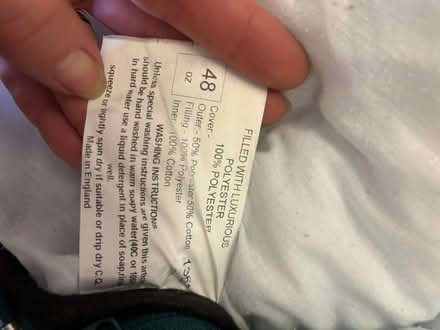 FILLED WITH LUXURIOUS
POLYESTER
100% POLYESTER
48
OZ
Cover -
Outer - 50% Polyester 50% Cotton
Filling - 100% Polyester
Inner - 100% Cotton
WASHING INSTRUCTIONS
Unless special washing instructions are given this
should be hand washed in warm soapy water (40C or
In hard water use a liquid detergent in place of soap,
squeeze or lightly spin dry if suitable or drip dry C.O.
well.
Made in England